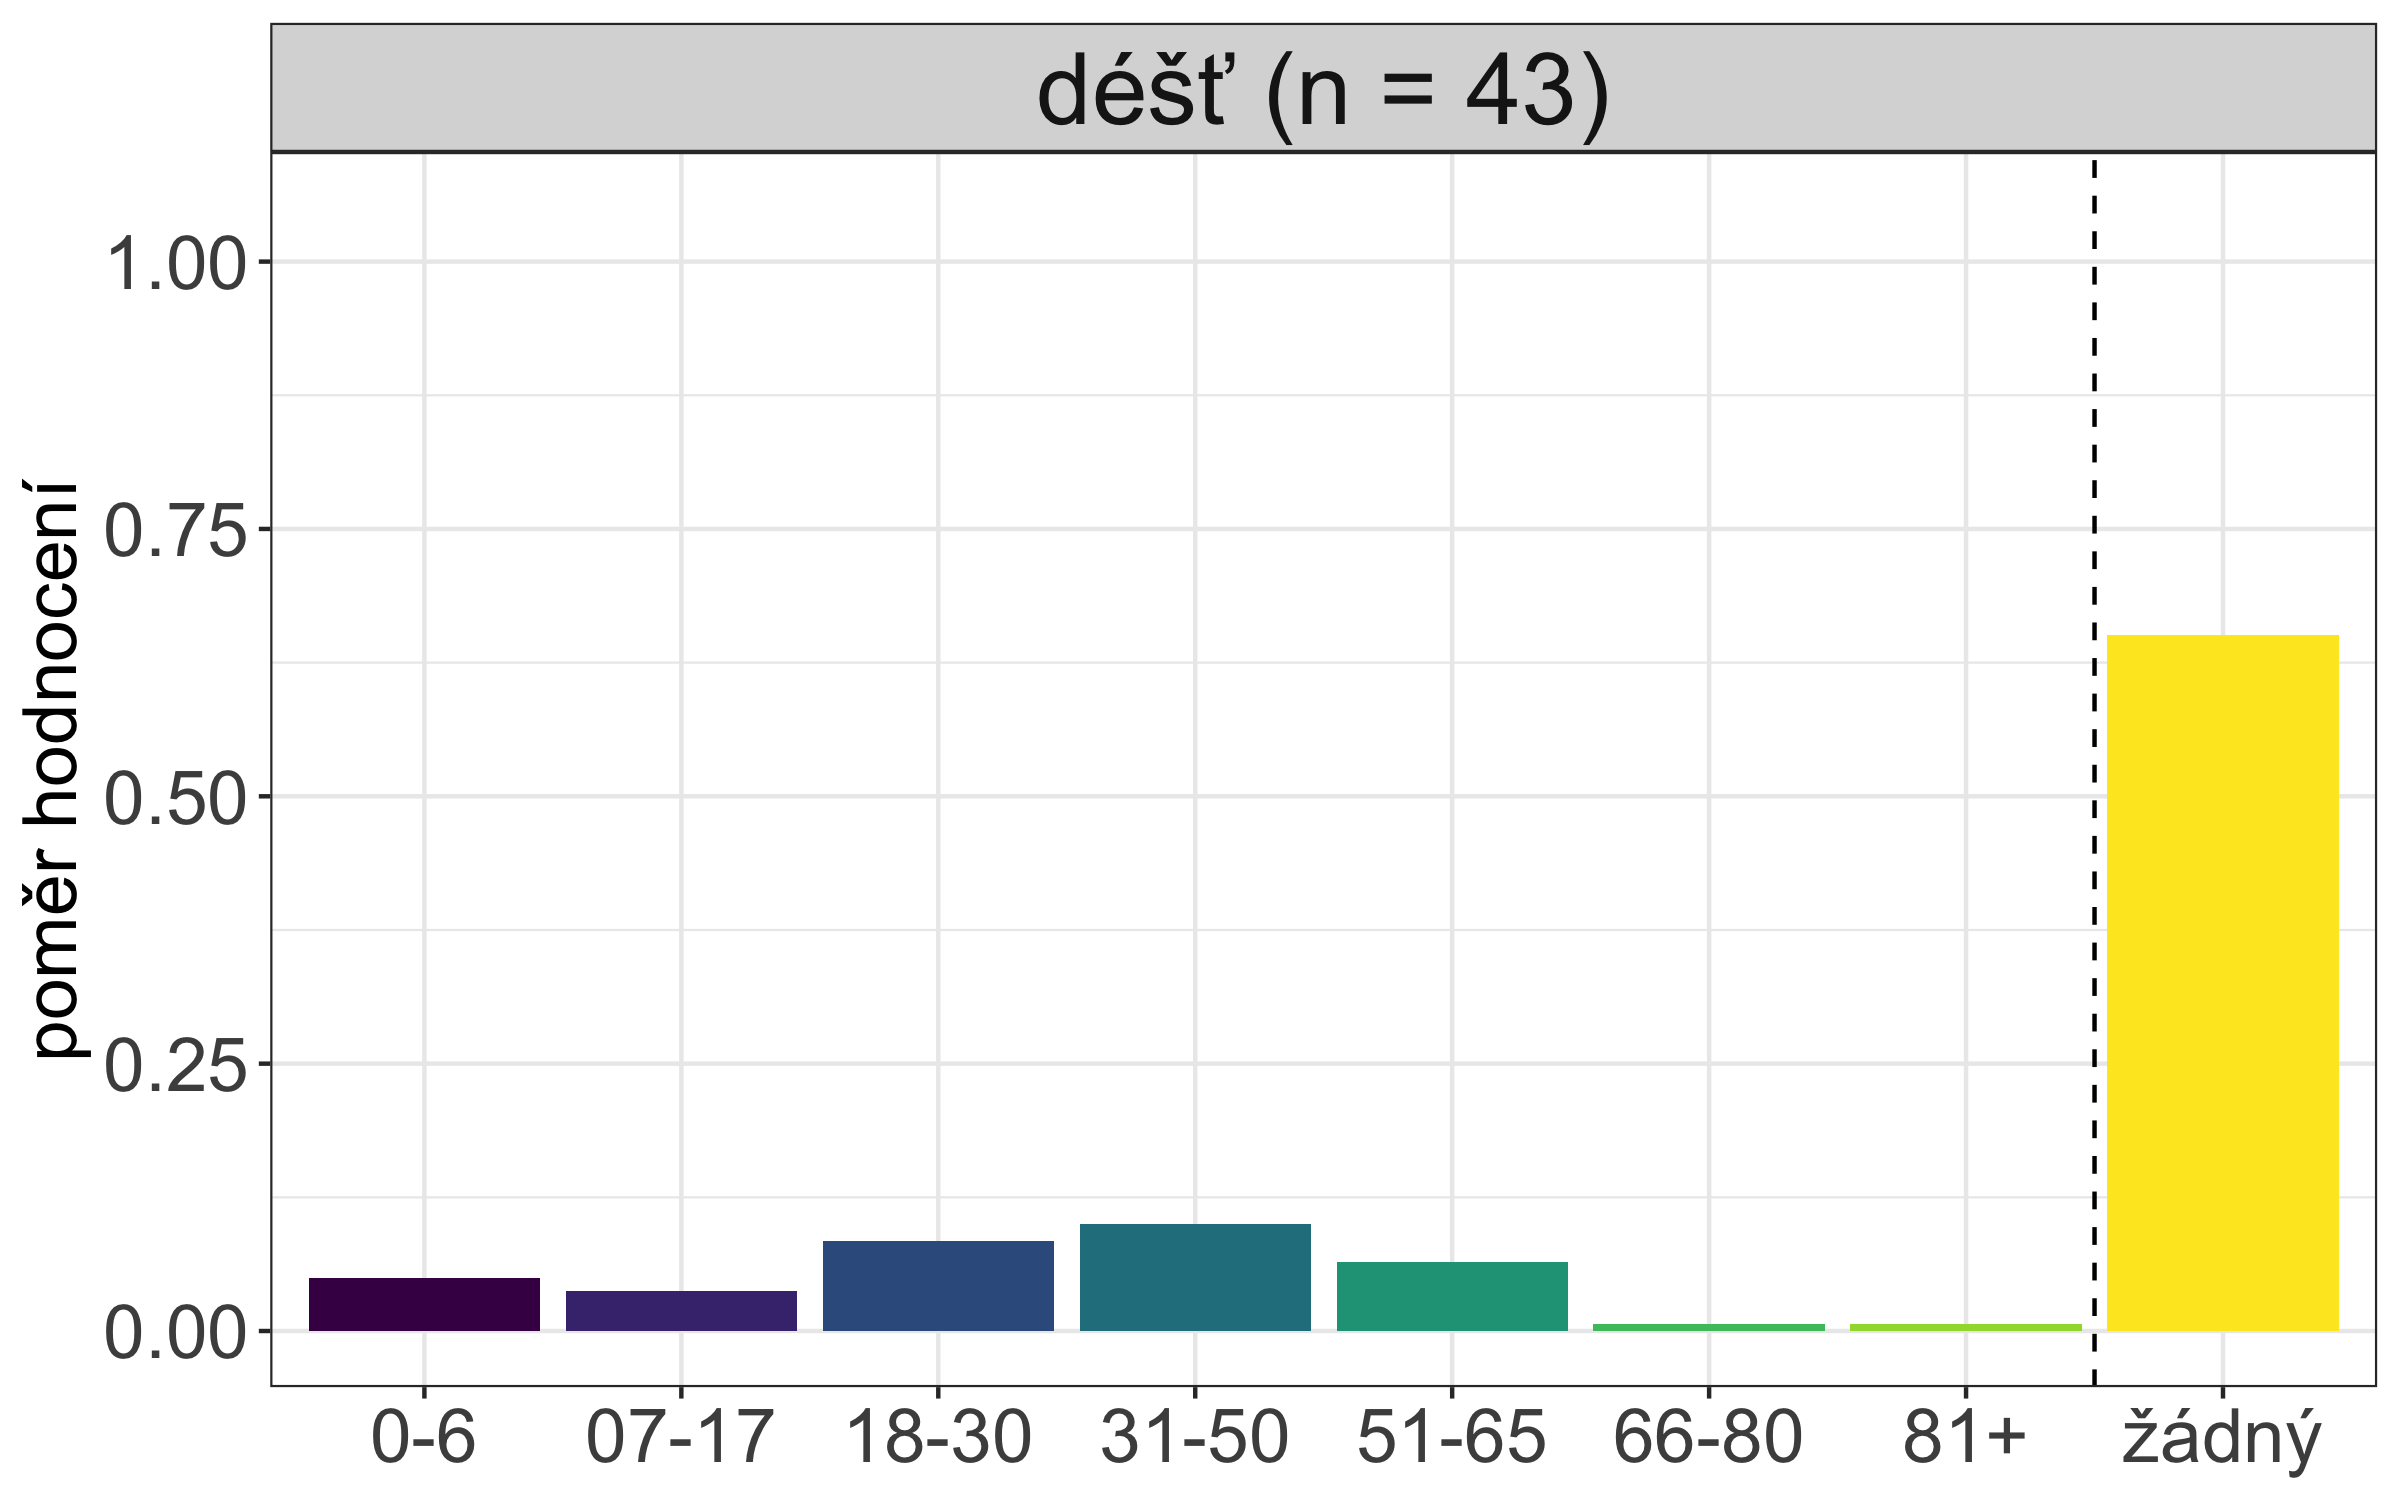 déšť (n = 43)
poměr hodnocení
1.00
0.75
0.50
0.25
0.00
0-6 07-17 18-30 31-50 51-65 66-80 81+ žádný